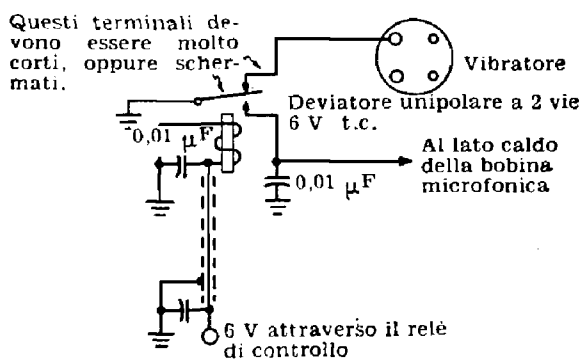 Questi terminali de-
vono essere molto
corti, oppure scher-
mati.
Vibratore
Deviatore unipolare a 2 vie
6 V t.c.
0,01 μF
Al lato caldo
della bobina
microfonica
0,01 μF
6 V attraverso il relè
di controllo